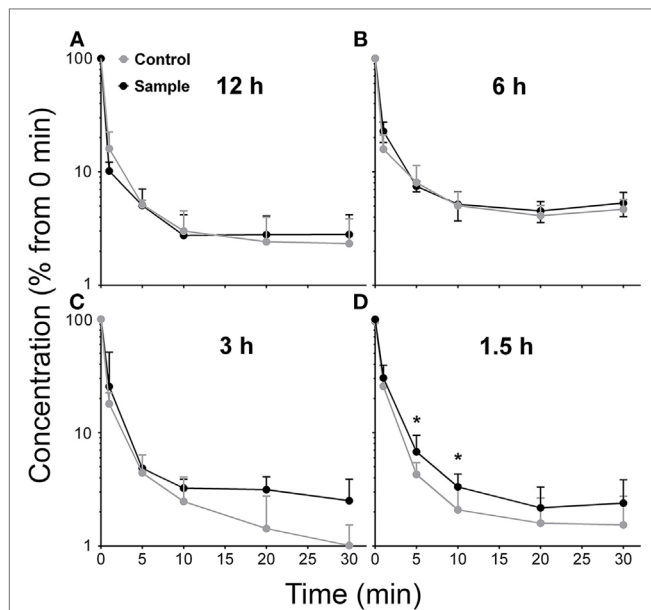 A
B
Control
Sample
12 h
6 h
100
10
1
C
D
3 h
1.5 h
*
*
100
10
1
0 5 10 15 20 25 30 0 5 10 15 20 25 30
Concentration (% from 0 min)
Time (min)